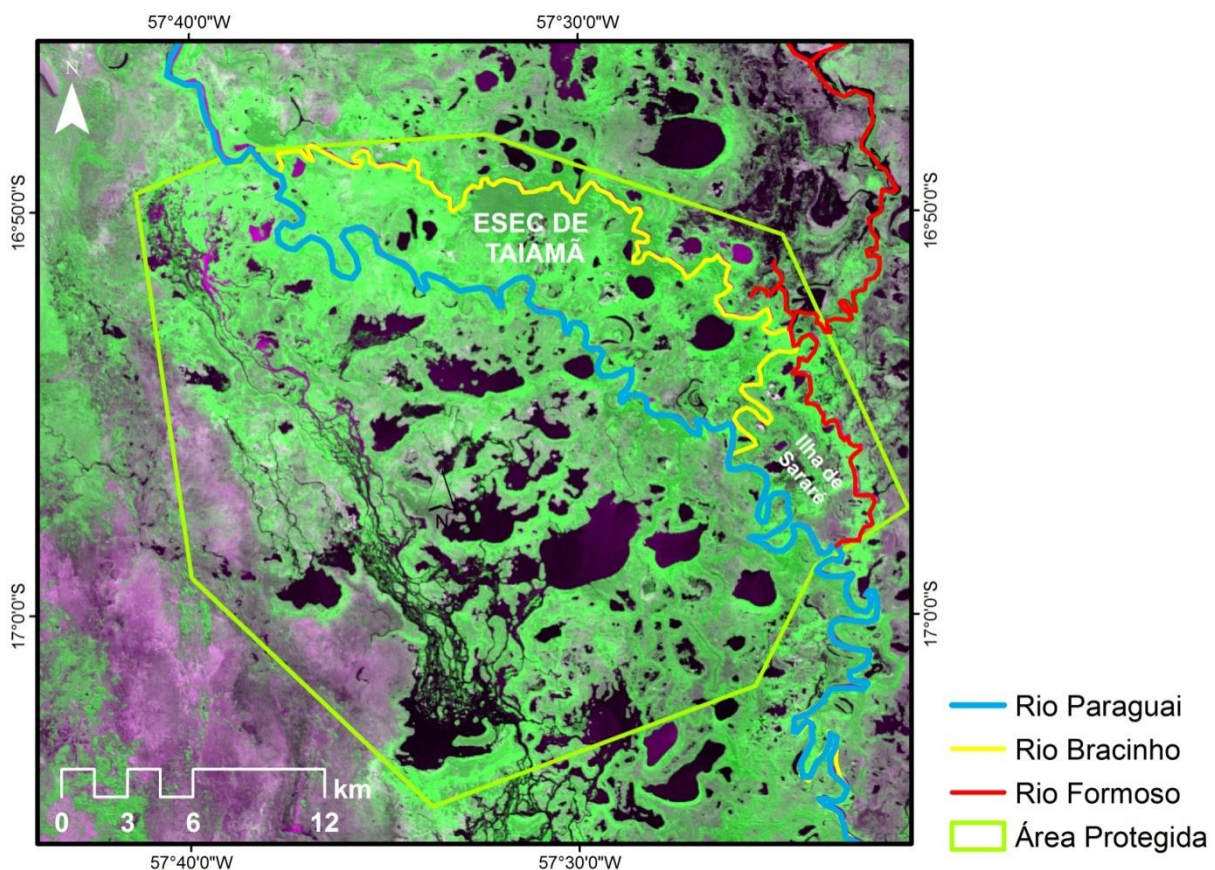 57°40'0"W
57°30'0"W
N
16°50'0"S
16°50'0"S
ESEC DE
TAIAMÃ
Ilha de
Sararé
N
17°0'0"S
17°0'0"S
km
0 3 6 12
57°40'0"W
57°30'0"W
Rio Paraguai
Rio Bracinho
Rio Formoso
Área Protegida